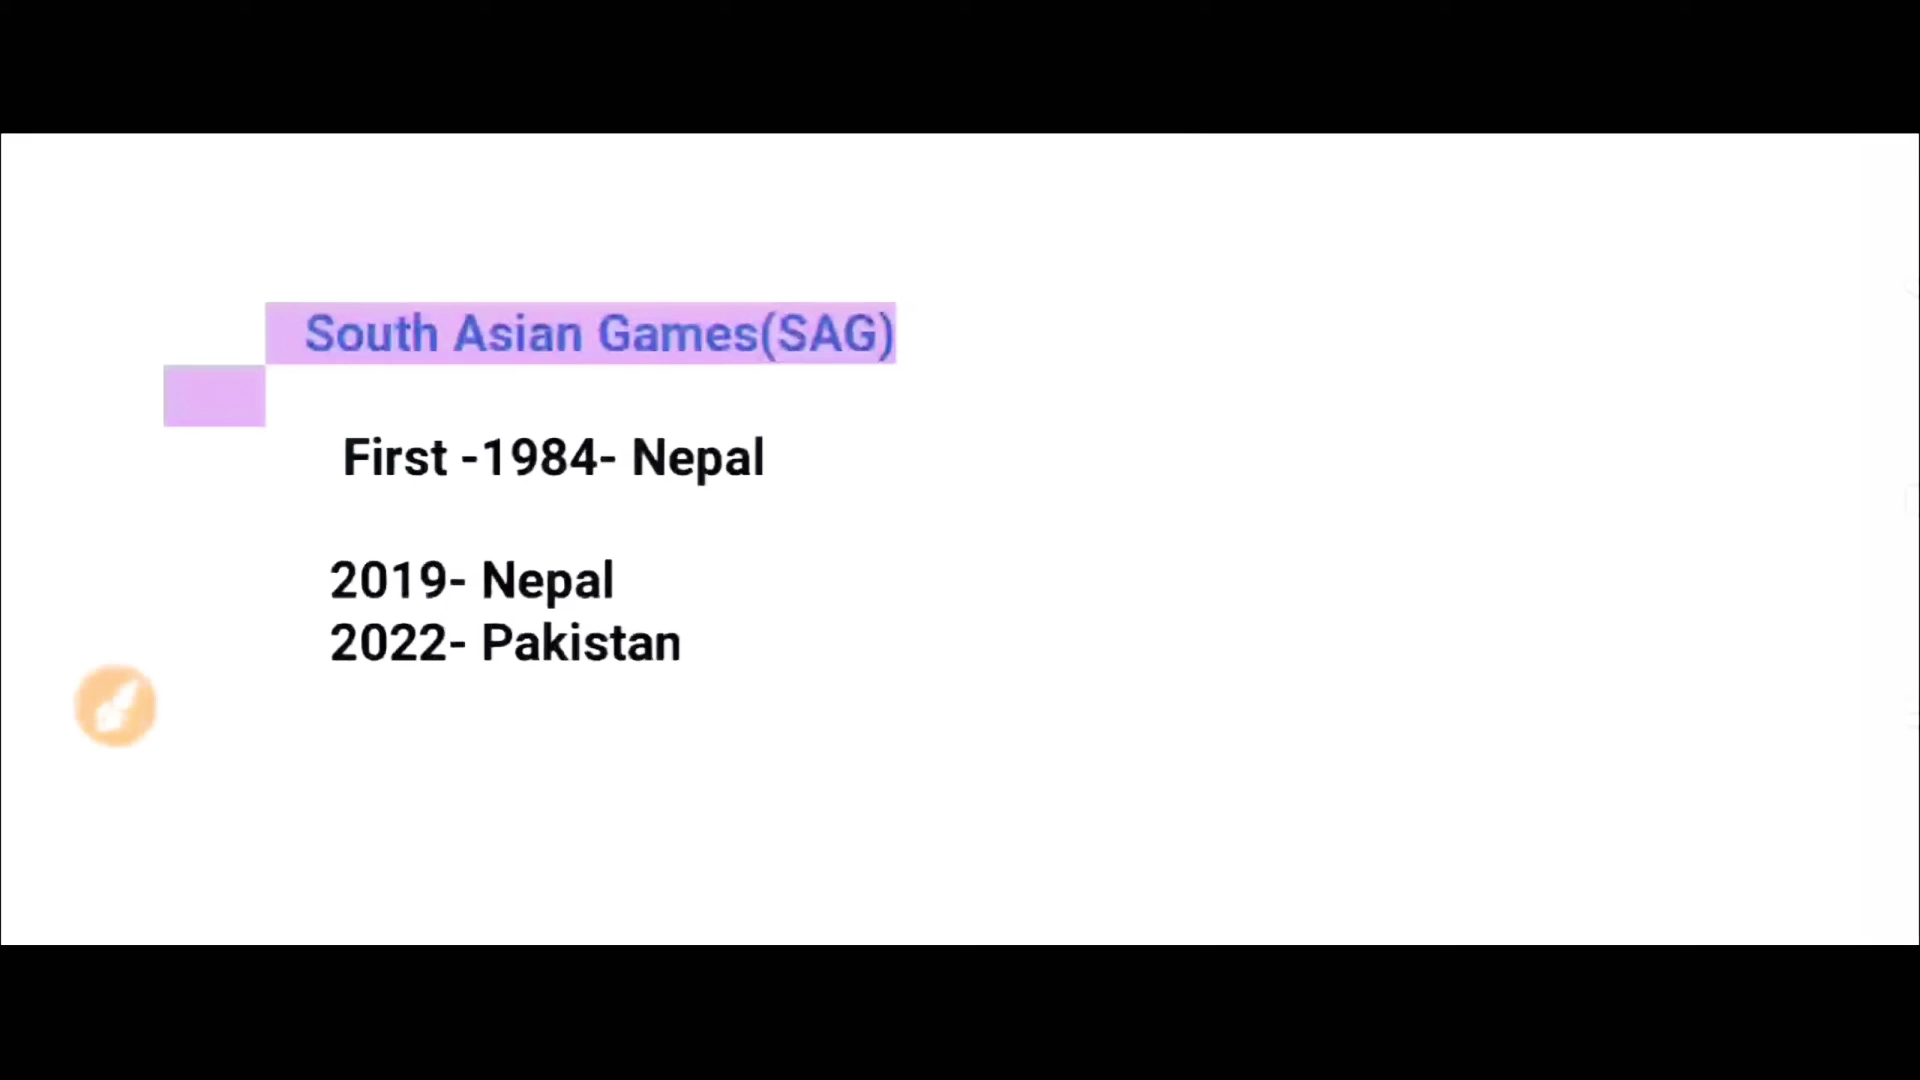 South Asian Games(SAG)
First -1984- Nepal
2019- Nepal
2022- Pakistan